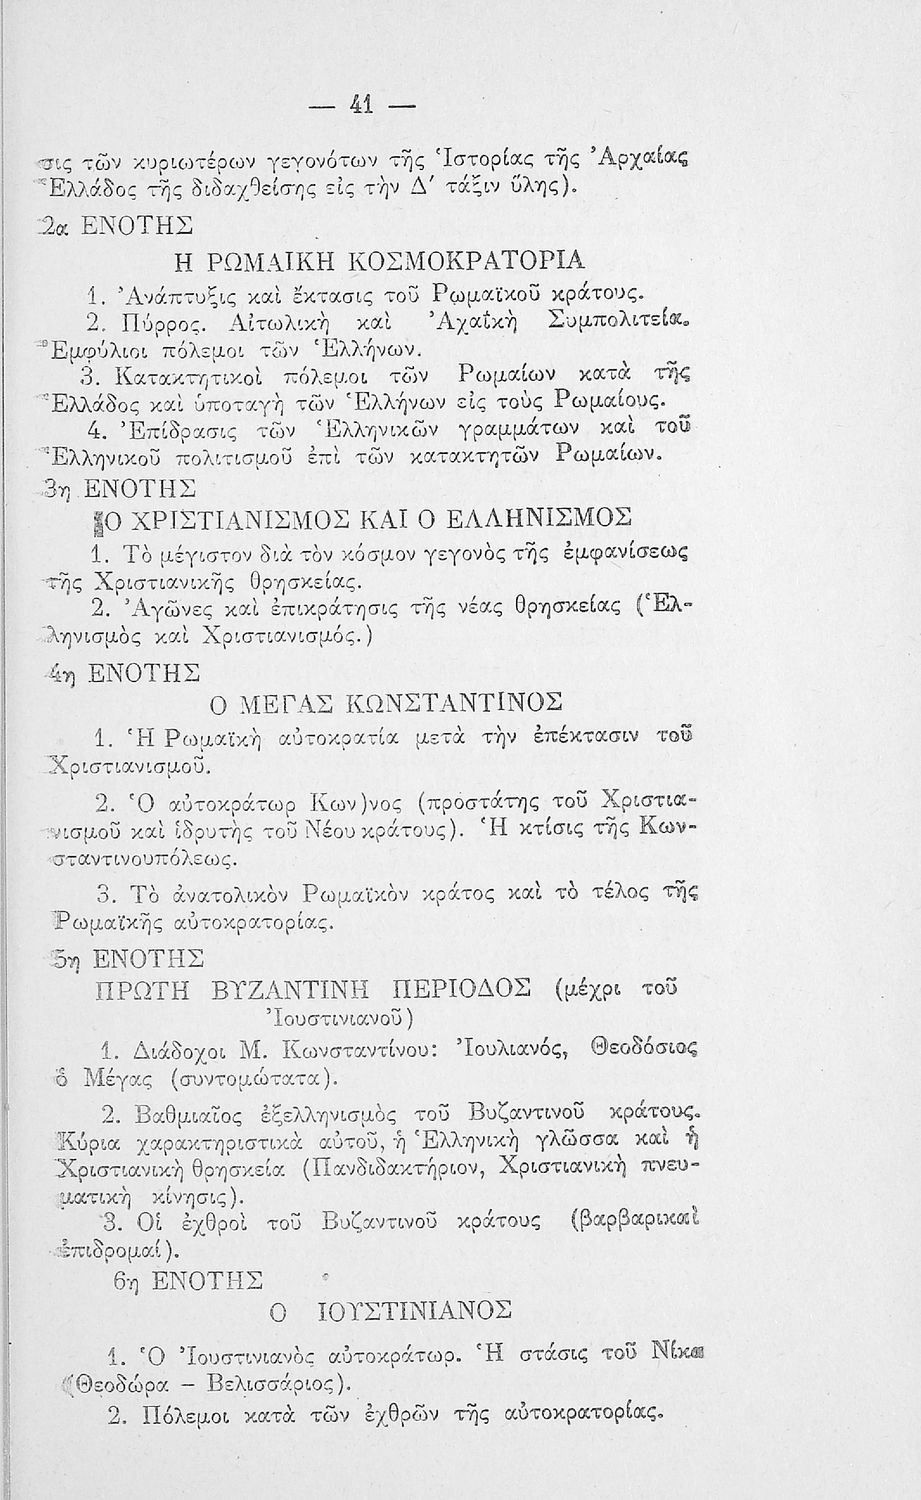 — 41 —
σις τῶν κυριωτέρων γεγονότων τῆς Ἱστορίας τῆς Ἀρχαίας
Ἑλλάδος τῆς διδαχθείσης εἰς τὴν Δ' τάξιν ὕλης).
2α ΕΝΟΤΗΣ
Η ΡΩΜΑΪΚΗ ΚΟΣΜΟΚΡΑΤΟΡΙΑ
1. Ἀνάπτυξις καὶ ἔκτασις τοῦ Ρωμαϊκοῦ κράτους.
2. Πύρρος. Αἰτωλικὴ καὶ Ἀχαϊκὴ Συμπολιτεία.
Ἐμφύλιοι πόλεμοι τῶν Ἑλλήνων.
3. Κατακτητικοὶ πόλεμοι τῶν Ρωμαίων κατὰ τῆς
Ἑλλάδος καὶ ὑποταγὴ τῶν Ἑλλήνων εἰς τοὺς Ρωμαίους.
4. Ἐπίδρασις τῶν Ἑλληνικῶν γραμμάτων καὶ τοῦ
Ἑλληνικοῦ πολιτισμοῦ ἐπὶ τῶν κατακτητῶν Ρωμαίων.
3η ΕΝΟΤΗΣ
Ο ΧΡΙΣΤΙΑΝΙΣΜΟΣ ΚΑΙ Ο ΕΛΛΗΝΙΣΜΟΣ
1. Τὸ μέγιστον διὰ τὸν κόσμον γεγονὸς τῆς ἐμφανίσεως
τῆς Χριστιανικῆς θρησκείας.
2. Ἀγῶνες καὶ ἐπικράτησις τῆς νέας θρησκείας (Ἑλ-
ληνισμὸς καὶ Χριστιανισμός.)
4η ΕΝΟΤΗΣ
Ο ΜΕΓΑΣ ΚΩΝΣΤΑΝΤΙΝΟΣ
1. Ἡ Ρωμαϊκὴ αὐτοκρατία μετὰ τὴν ἐπέκτασιν τοῦ
Χριστιανισμοῦ.
2. Ὁ αὐτοκράτωρ Κων)νος (προστάτης τοῦ Χριστια-
νισμοῦ καὶ ἱδρυτὴς τοῦ Νέου κράτους). Ἡ κτίσις τῆς Κων-
σταντινουπόλεως.
3. Τὸ ἀνατολικὸν Ρωμαϊκὸν κράτος καὶ τὸ τέλος τῆς
Ρωμαϊκῆς αὐτοκρατορίας.
5η ΕΝΟΤΗΣ
ΠΡΩΤΗ ΒΥΖΑΝΤΙΝΗ ΠΕΡΙΟΔΟΣ (μέχρι τοῦ
Ἰουστινιανοῦ)
1. Διάδοχοι Μ. Κωνσταντίνου: Ἰουλιανός, Θεοδόσιος
ὁ Μέγας (συντομώτατα).
2. Βαθμιαῖος ἐξελληνισμὸς τοῦ Βυζαντινοῦ κράτους.
Κύρια χαρακτηριστικὰ αὐτοῦ, ἡ Ἑλληνικὴ γλῶσσα καὶ ἡ
Χριστιανικὴ θρησκεία (Πανδιδακτήριον, Χριστιανικὴ πνευ-
ματικὴ κίνησις).
3. Οἱ ἐχθροὶ τοῦ Βυζαντινοῦ κράτους (βαρβαρικαὶ
ἐπιδρομαί).
6η ΕΝΟΤΗΣ
Ο ΙΟΥΣΤΙΝΙΑΝΟΣ
1. Ὁ Ἰουστινιανὸς αὐτοκράτωρ. Ἡ στάσις τοῦ Νίκα
(Θεοδώρα – Βελισσάριος).
2. Πόλεμοι κατὰ τῶν ἐχθρῶν τῆς αὐτοκρατορίας.